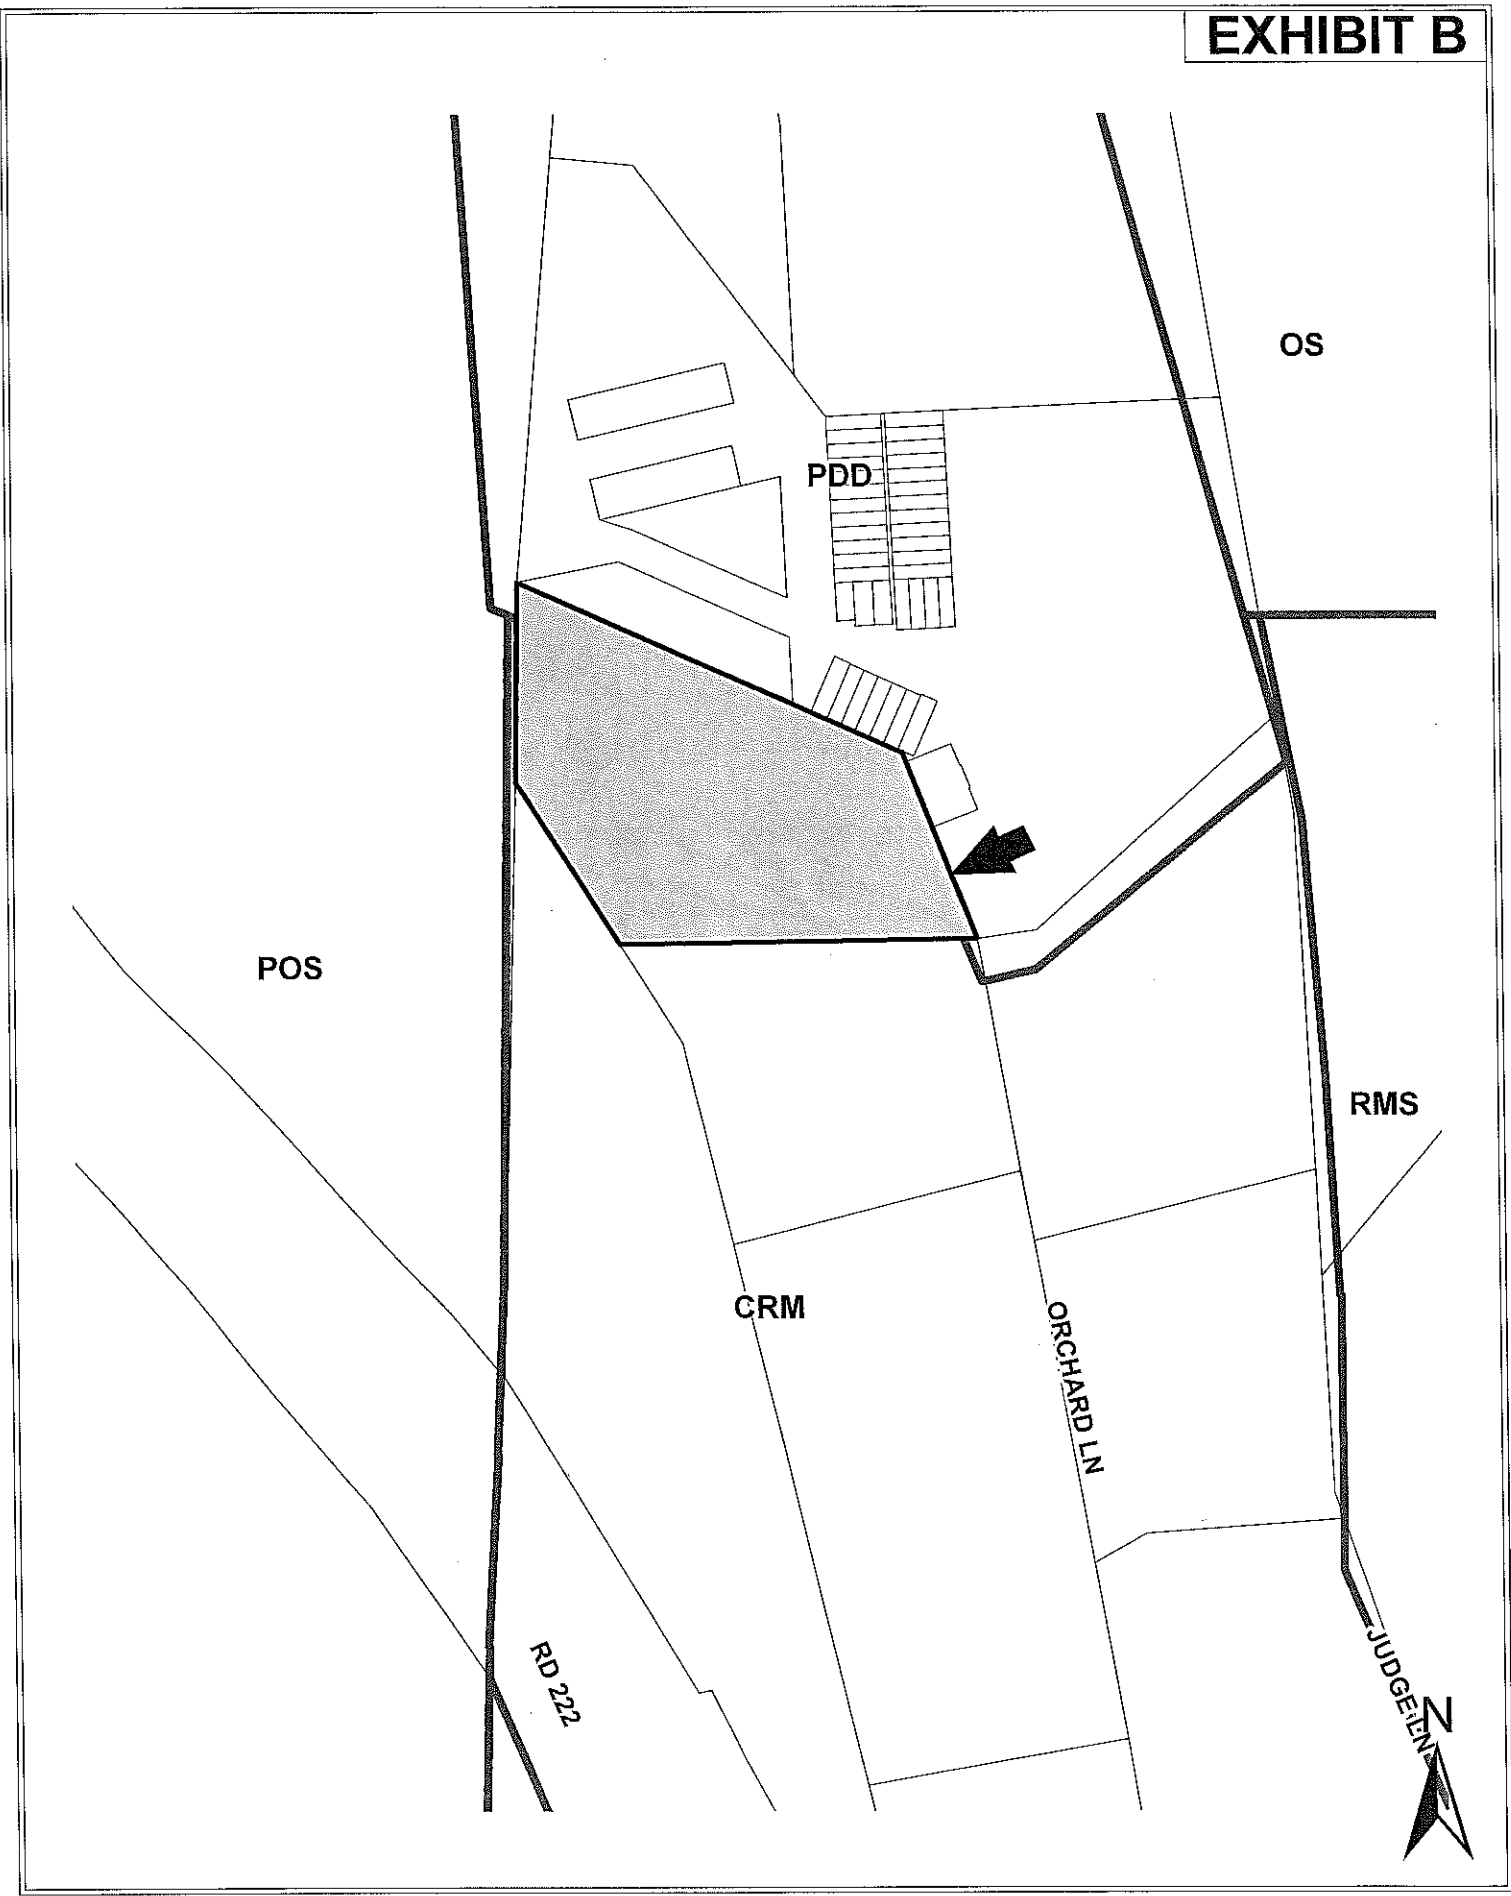 EXHIBIT B
OS
PDD
POS
RMS
CRM
ORCHARD LN
RD 222
JUDGE LN
N